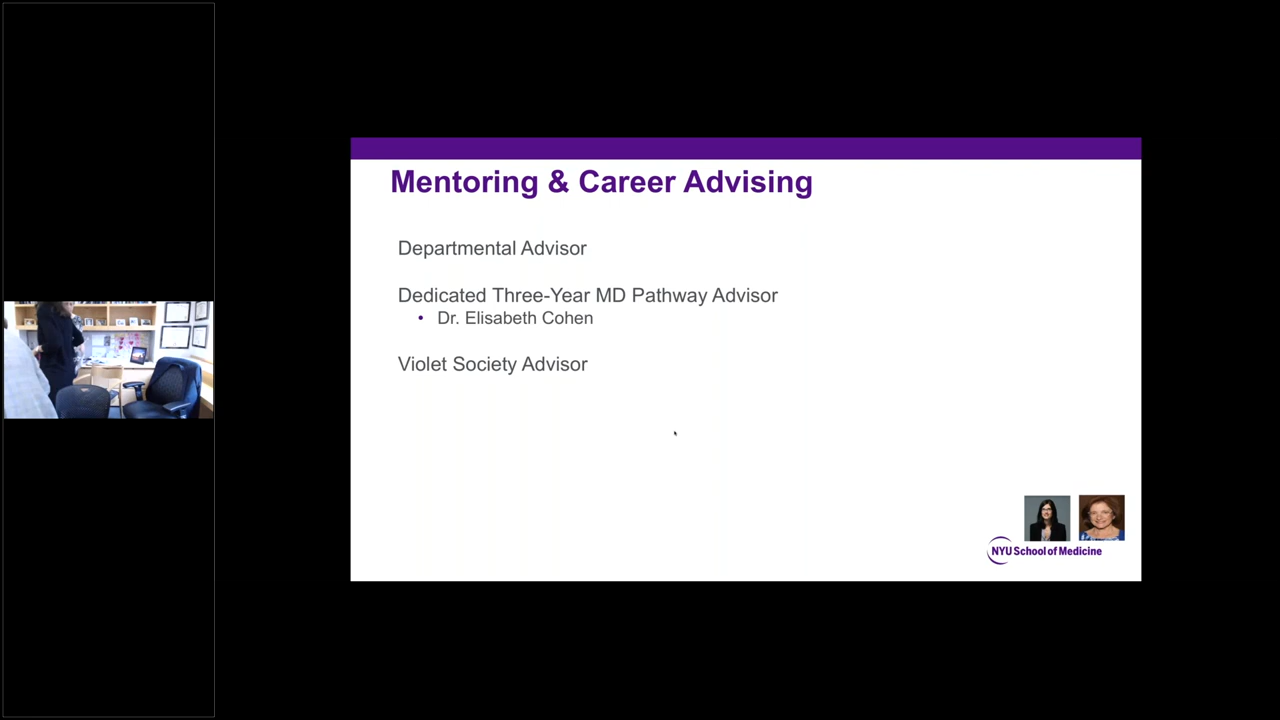 Mentoring & Career Advising
Departmental Advisor
Dedicated Three-Year MD Pathway Advisor
• Dr. Elisabeth Cohen
Violet Society Advisor
NYU School of Medicine